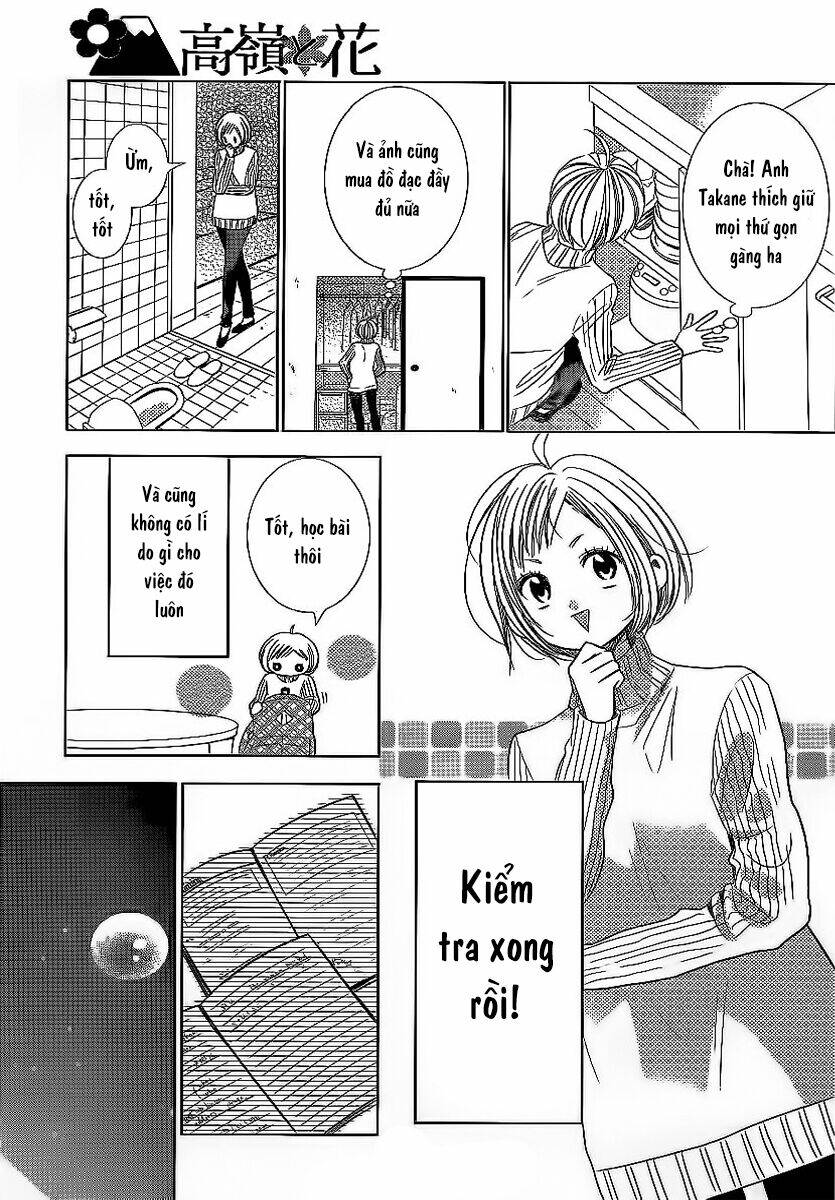 高嶺と花
Chà! Anh
Takane thích giữ
mọi thứ gọn
gàng ha
Và ảnh cũng
mua đồ đạc đầy
đủ nữa
Ừm,
tốt,
tốt
Kiểm
tra xong
rồi!
Tốt, học bài
thôi
Và cũng
không có lí
do gì cho
việc đó
luôn